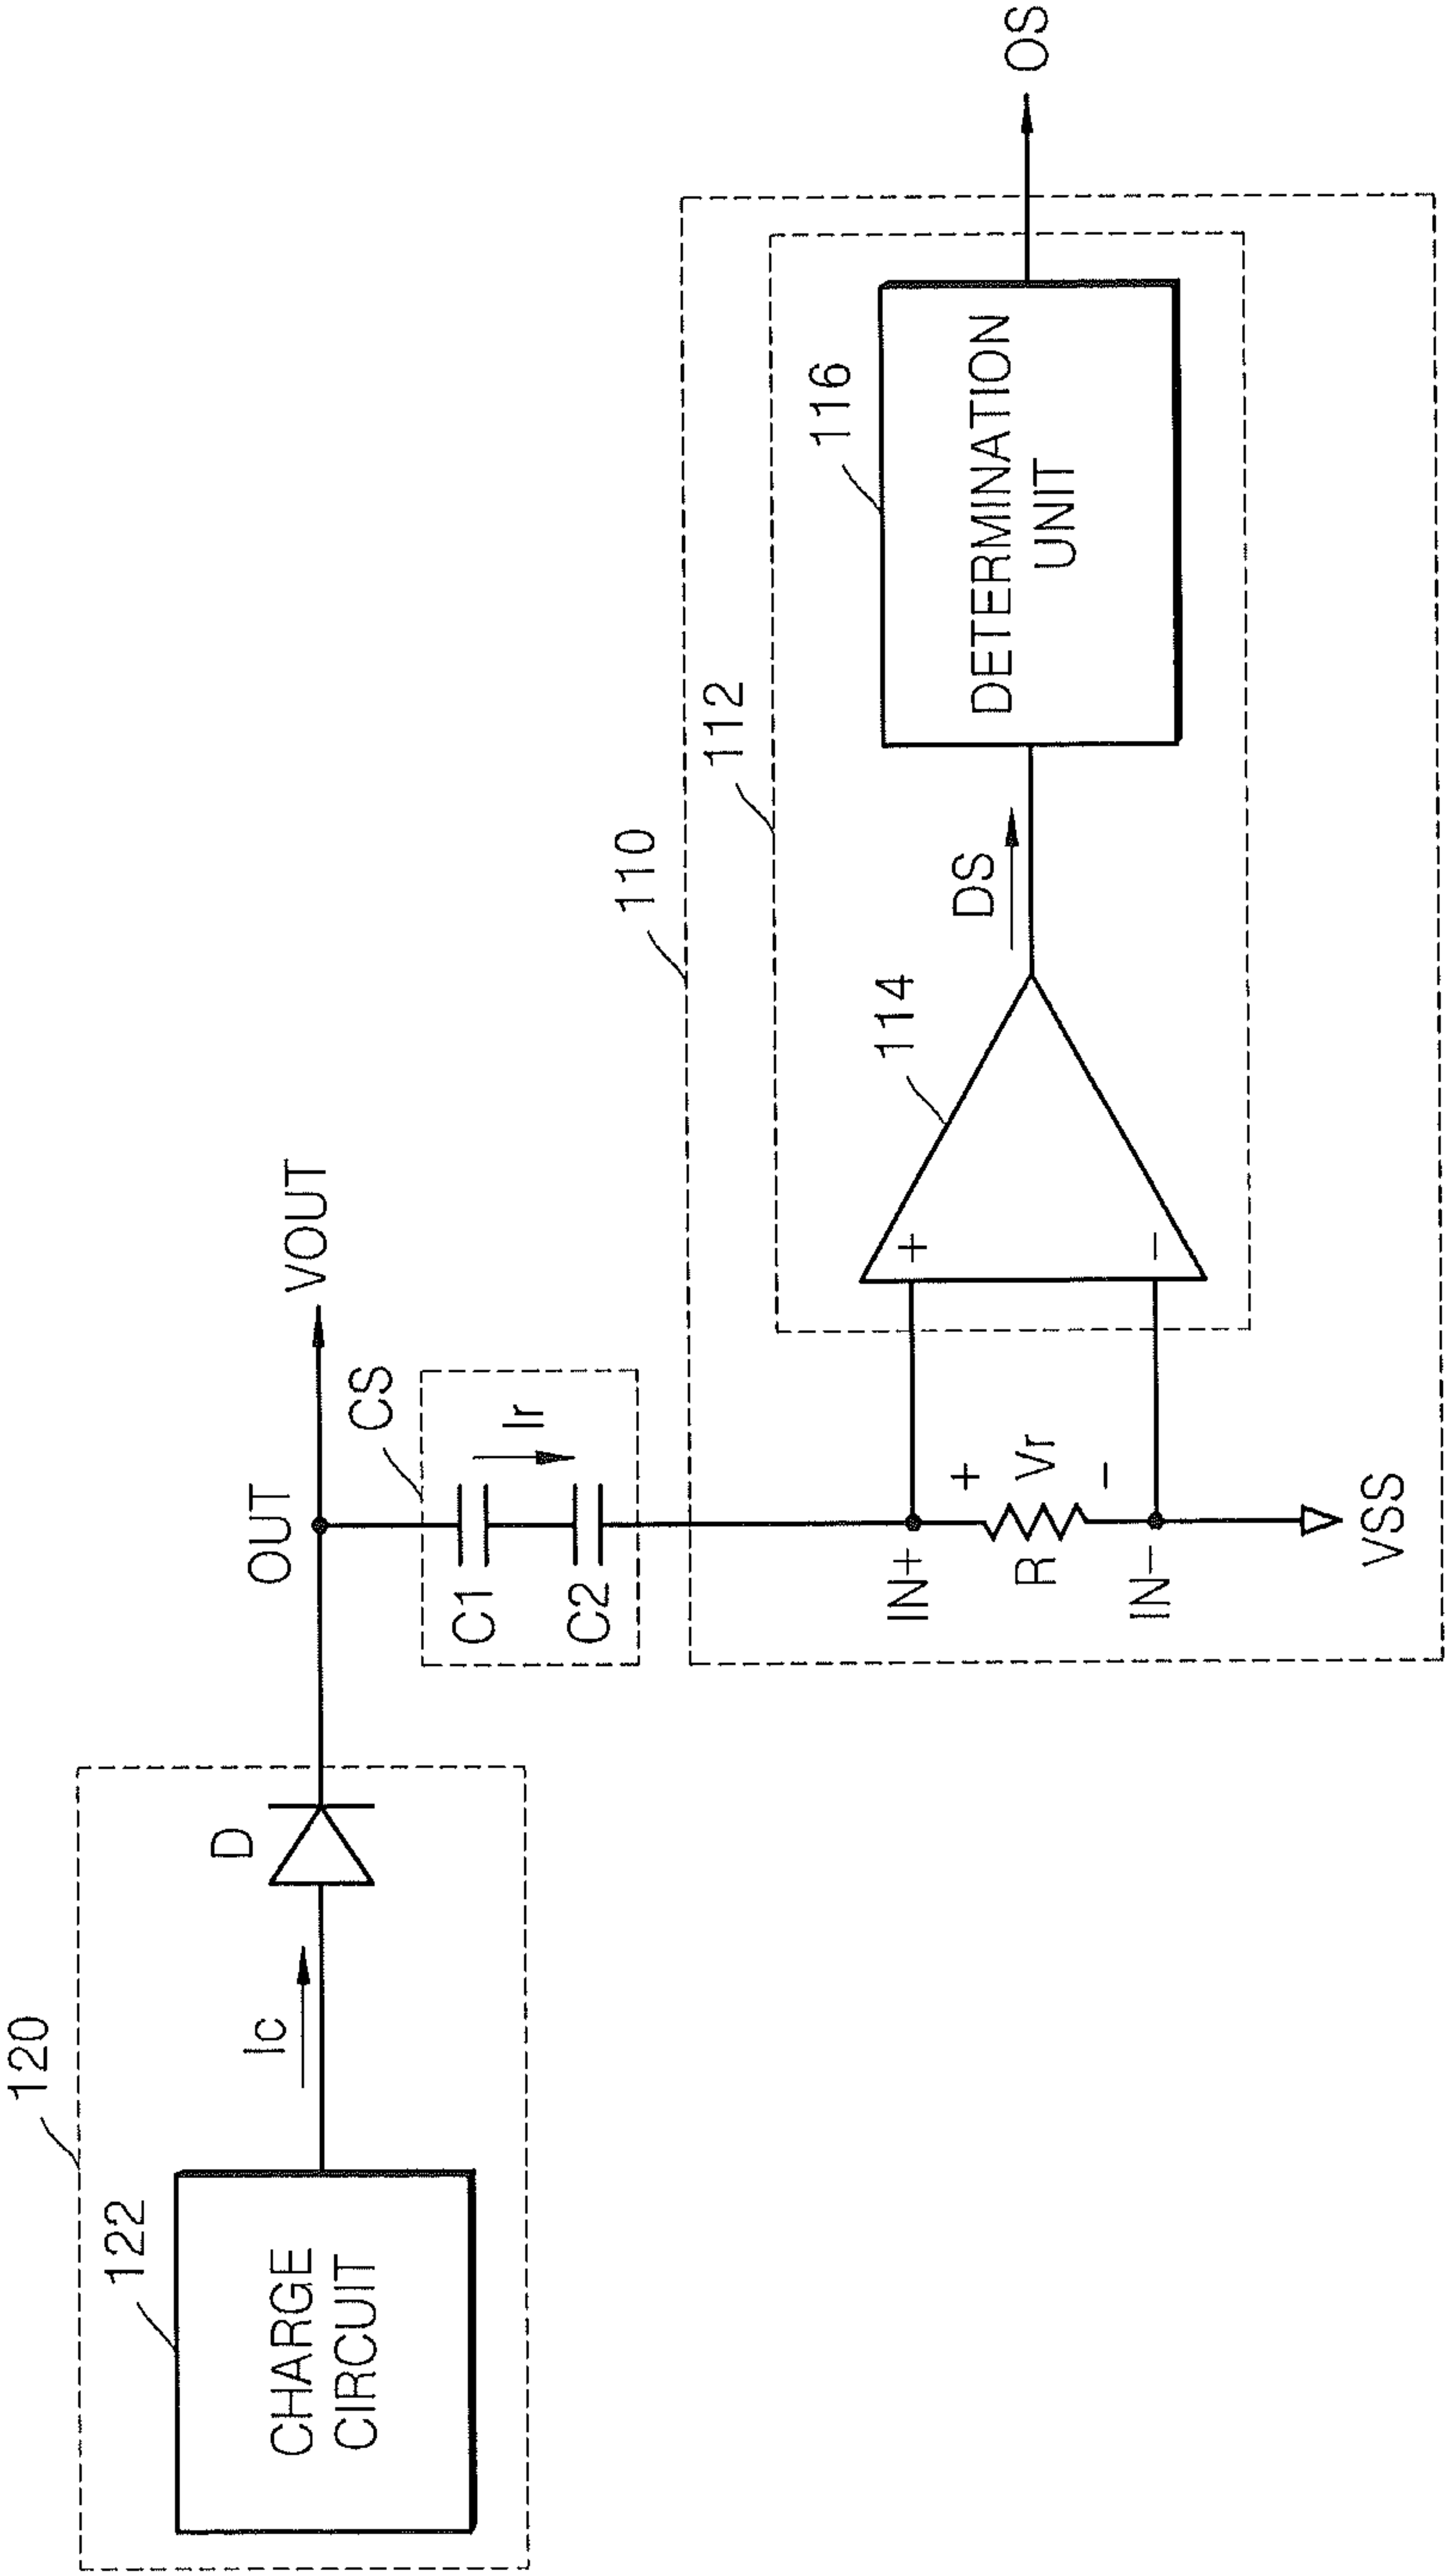 120
122
CHARGE
CIRCUIT
Ic
D
OUT
VOUT
CS
C1
C2
Ir
110
112
IN+
R
Vr
+
−
IN−
VSS
114
+
−
DS
116
DETERMINATION
UNIT
OS